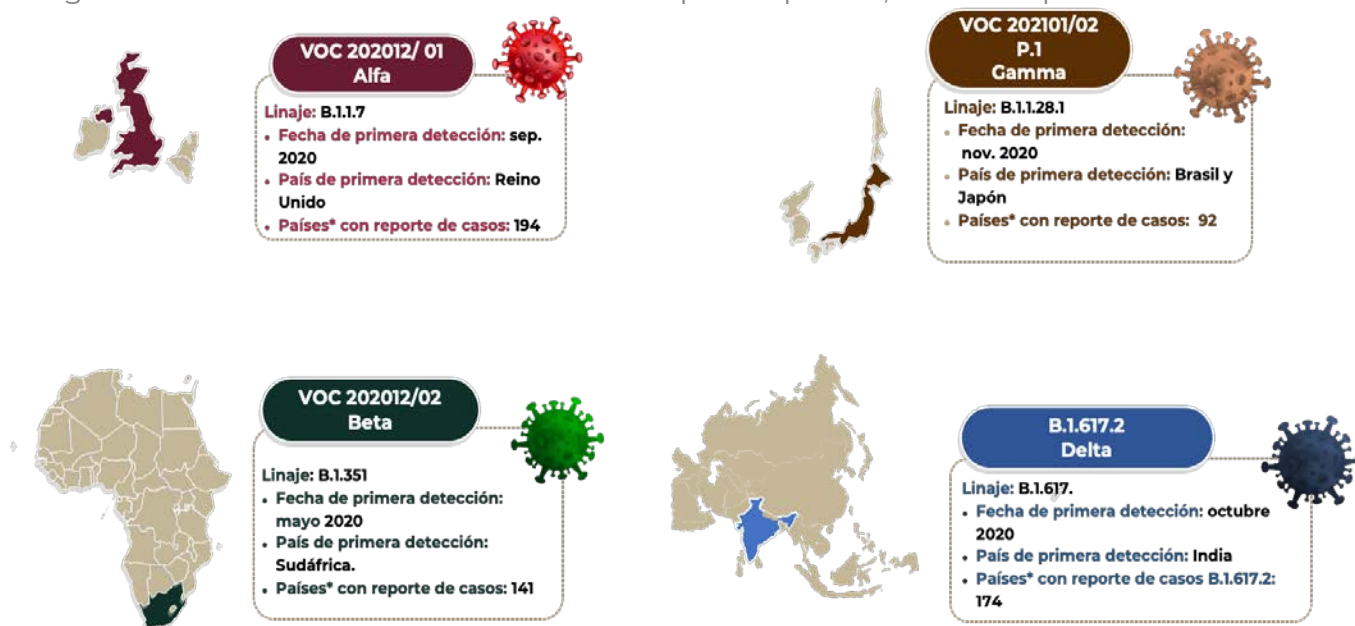 VOC 202012/ 01
Alfa
Linaje: B.1.1.7
• Fecha de primera detección: sep.
2020
• País de primera detección: Reino
Unido
• Países* con reporte de casos: 194
VOC 202101/02
P.1
Gamma
Linaje: B.1.1.28.1
• Fecha de primera detección:
nov. 2020
• País de primera detección: Brasil y
Japón
• Países* con reporte de casos: 92
VOC 202012/02
Beta
Linaje: B.1.351
• Fecha de primera detección:
mayo 2020
• País de primera detección:
Sudáfrica.
• Países* con reporte de casos: 141
B.1.617.2
Delta
Linaje: B.1.617.
• Fecha de primera detección: octubre
2020
• País de primera detección: India
• Países* con reporte de casos B.1.617.2:
174